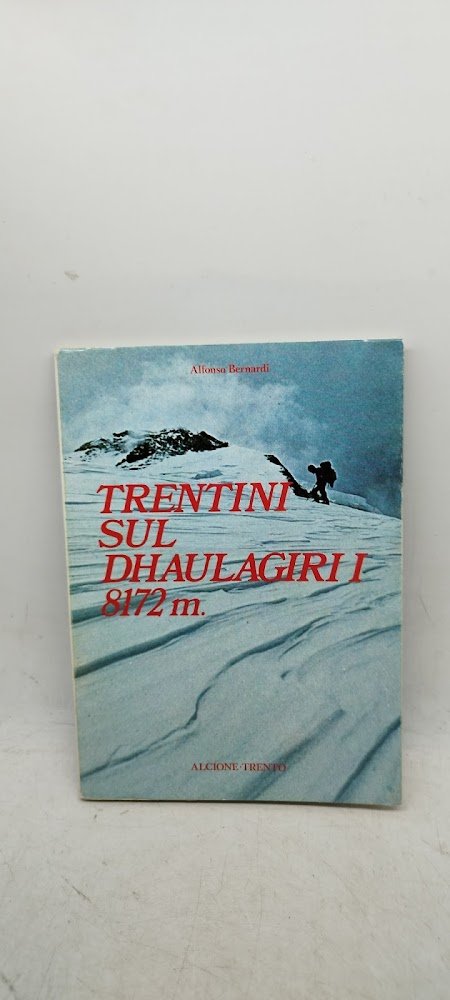 Alfonso Bernardi
TRENTINI
SUL
DHAULAGIRI I
8172 m.
ALCIONE · TRENTO